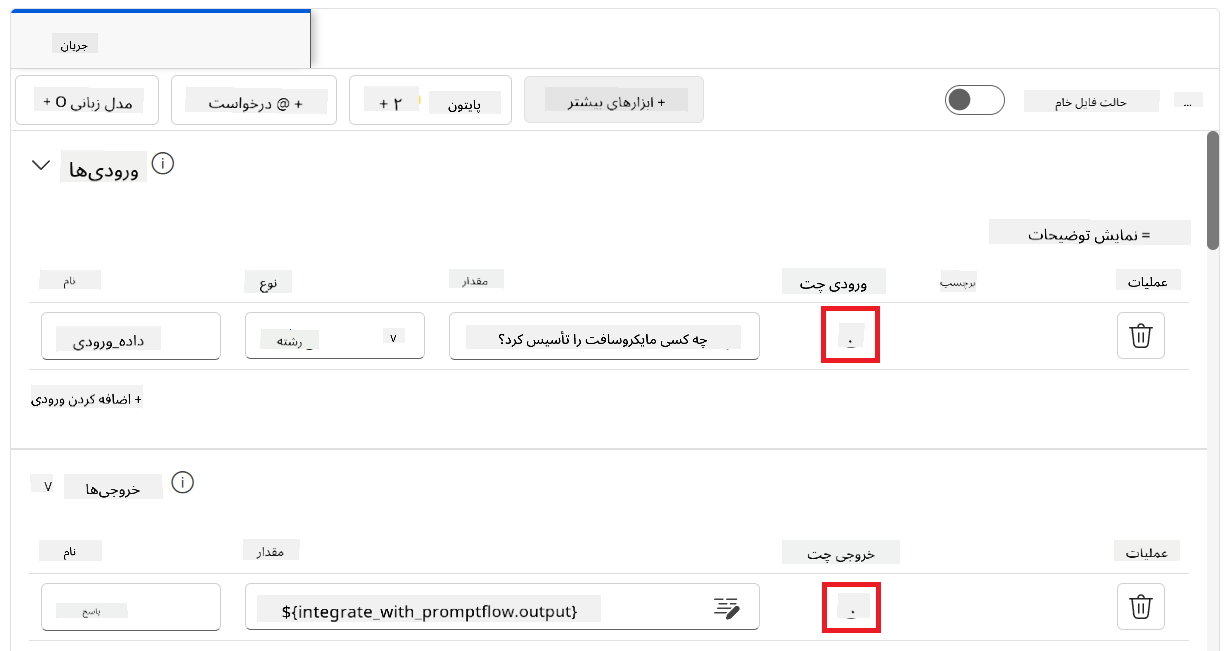 جریان
+ O مدل زبانی
+ @ درخواست
+ ۲ پایتون
+ ابزارهای بیشتر
حالت فایل خام
...
ورودی‌ها
= نمایش توضیحات
نام
نوع
مقدار
ورودی چت
برچسب
عملیات
داده_ورودی
رشته
v
چه کسی مایکروسافت را تأسیس کرد؟
+ اضافه کردن ورودی
V
خروجی‌ها
نام
مقدار
خروجی چت
عملیات
پاسخ
${integrate_with_promptflow.output}